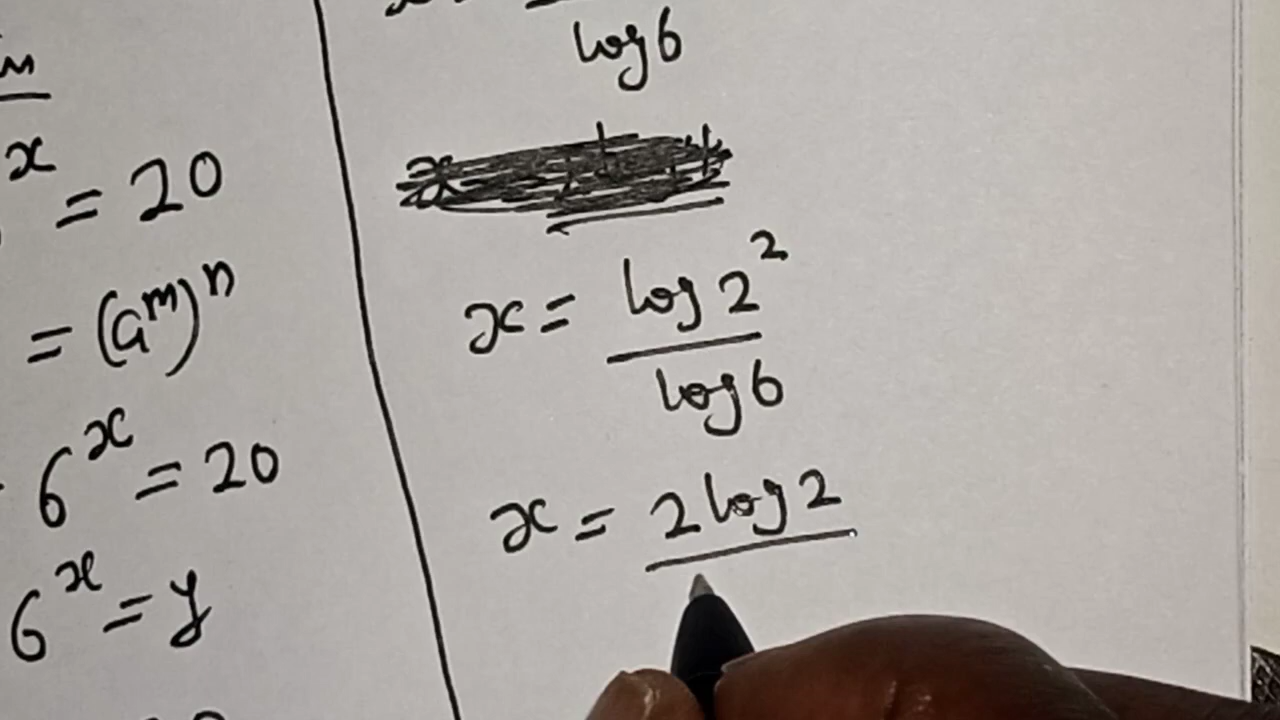 x = 20
= (a^m)^n
6^x = 20
6^x = y
log 6
x = log 2^2
log 6
x = 2 log 2